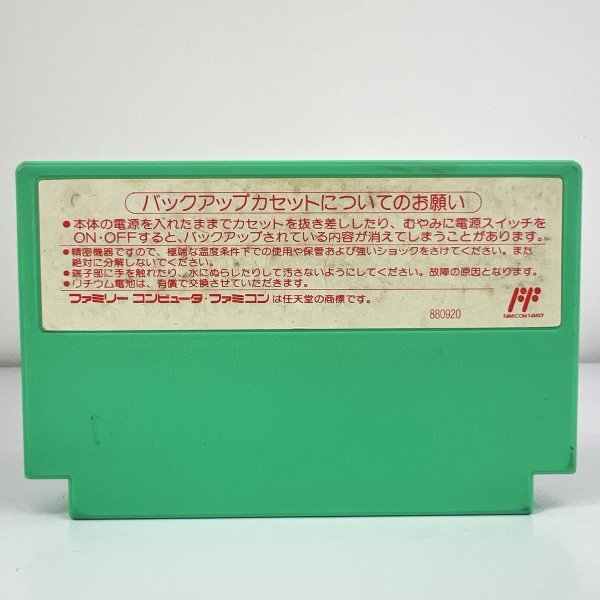 バックアップカセットについてのお願い
●本体の電源を入れたままでカセットを抜き差ししたり、むやみに電源スイッチを
ON・OFFすると、バックアップされている内容が消えてしまうことがあります。
●精密機器ですので、極端な温度条件下での使用や保管および強いショックをさけてください。また
絶対に分解しないでください。
●端子部に手を触れたり、水にぬらしたりして汚さないようにしてください。故障の原因となります。
●リチウム電池は、有償で交換させていただきます。
ファミリーコンピュータ・ファミコンは任天堂の商標です。
880920
FAMICOM FAMILY